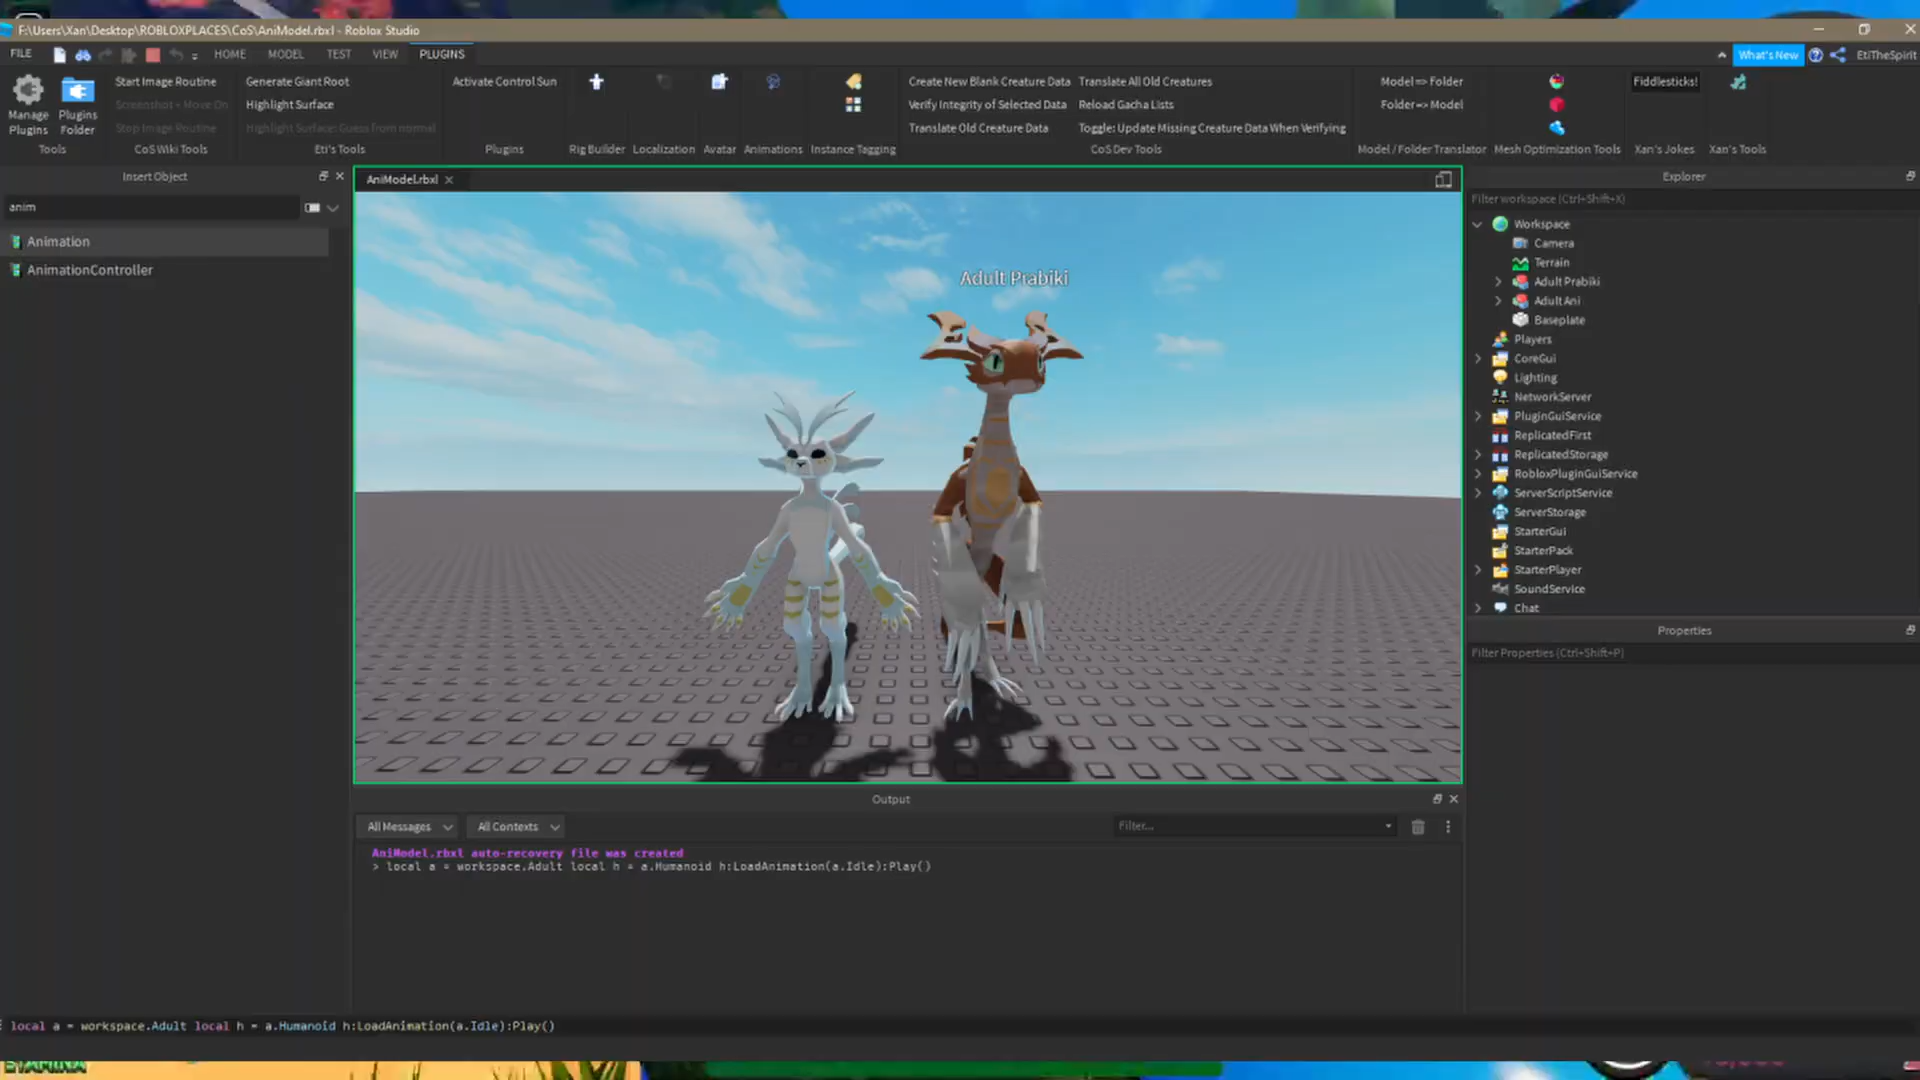 F:\Users\Xan\Desktop\ROBLOXPLACES\CoS\AniModel.rbxl - Roblox Studio
FILE HOME MODEL TEST VIEW PLUGINS What's New EtiTheSpirit
Manage Plugins
Plugins Folder
Tools
Start Image Routine
Screenshot + Move On
Stop Image Routine
CoS Wiki Tools
Generate Giant Root
Highlight Surface
Highlight Surface: Guess from normal
Eti's Tools
Activate Control Sun
Plugins
Rig Builder
Localization
Avatar
Animations
Instance Tagging
Create New Blank Creature Data
Verify Integrity of Selected Data
Translate Old Creature Data
Translate All Old Creatures
Reload Gacha Lists
Toggle: Update Missing Creature Data When Verifying
CoS Dev Tools
Model => Folder
Folder => Model
Model / Folder Translator
Mesh Optimization Tools
Fiddlesticks!
Xan's Jokes
Xan's Tools
Insert Object
anim
Animation
AnimationController
AniModel.rbxl
Adult Prabiki
Explorer
Filter workspace (Ctrl+Shift+X)
Workspace
Camera
Terrain
Adult Prabiki
Adult Ani
Baseplate
Players
CoreGui
Lighting
NetworkServer
PluginGuiService
ReplicatedFirst
ReplicatedStorage
RobloxPluginGuiService
ServerScriptService
ServerStorage
StarterGui
StarterPack
StarterPlayer
SoundService
Chat
Properties
Filter Properties (Ctrl+Shift+P)
Output
All Messages
All Contexts
Filter...
AniModel.rbxl auto-recovery file was created
> local a = workspace.Adult local h = a.Humanoid h:LoadAnimation(a.Idle):Play()
local a = workspace.Adult local h = a.Humanoid h:LoadAnimation(a.Idle):Play()
STAMINA